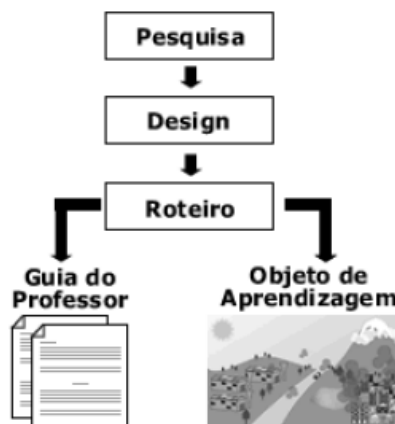 Pesquisa
Design
Roteiro
Guia do
Professor
Objeto de
Aprendizagem